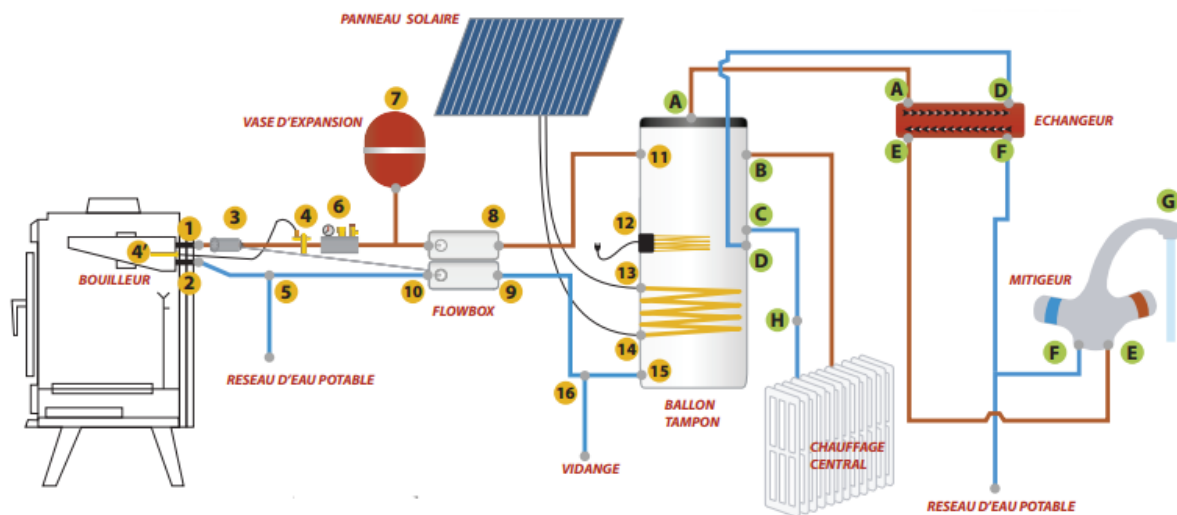 PANNEAU SOLAIRE
7
VASE D'EXPANSION
A
A
D
ECHANGEUR
E
F
11
B
1
3
4
6
8
12
C
D
G
4'
BOUILLEUR
2
5
10
FLOWBOX
9
13
MITIGEUR
H
14
F
E
RESEAU D'EAU POTABLE
15
16
BALLON
TAMPON
CHAUFFAGE
CENTRAL
VIDANGE
RESEAU D'EAU POTABLE